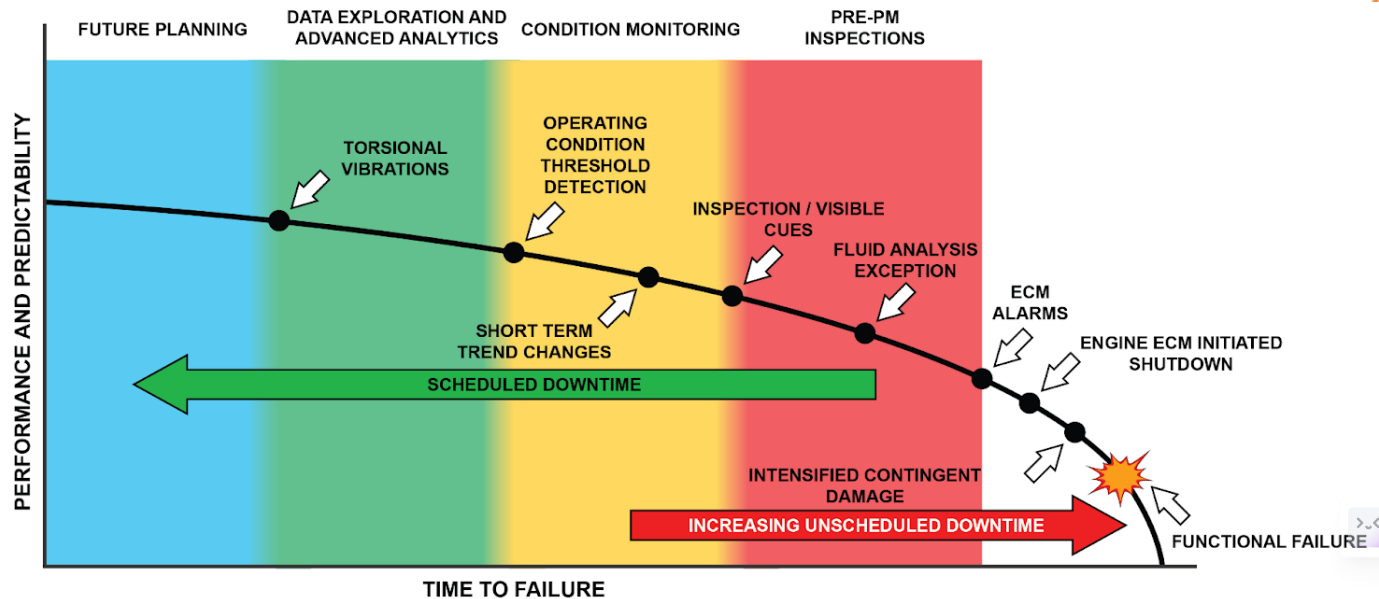 FUTURE PLANNING
DATA EXPLORATION AND
ADVANCED ANALYTICS
CONDITION MONITORING
PRE-PM
INSPECTIONS
PERFORMANCE AND PREDICTABILITY
TORSIONAL
VIBRATIONS
OPERATING
CONDITION
THRESHOLD
DETECTION
INSPECTION / VISIBLE
CUES
FLUID ANALYSIS
EXCEPTION
ECM
ALARMS
SHORT TERM
TREND CHANGES
ENGINE ECM INITIATED
SHUTDOWN
SCHEDULED DOWNTIME
INTENSIFIED CONTINGENT
DAMAGE
INCREASING UNSCHEDULED DOWNTIME
FUNCTIONAL FAILURE
TIME TO FAILURE